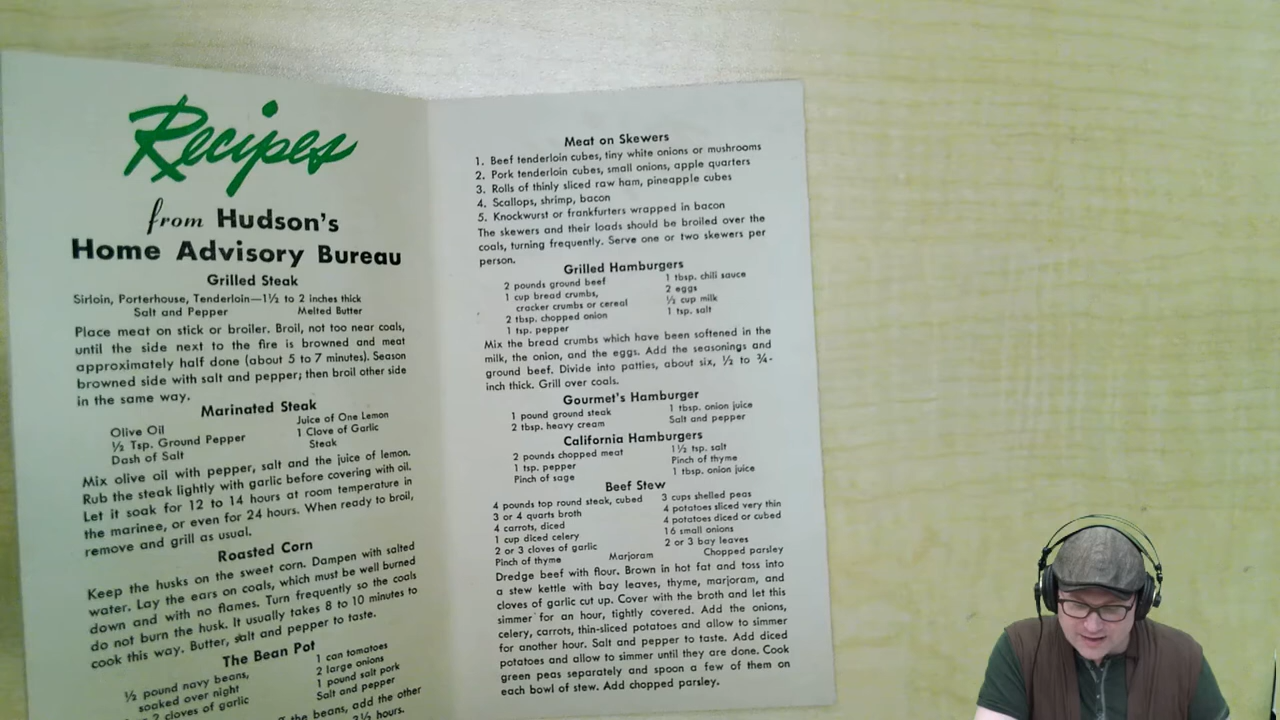 Recipes
from Hudson's
Home Advisory Bureau
Grilled Steak
Sirloin, Porterhouse, Tenderloin—1½ to 2 inches thick
Salt and Pepper Melted Butter
Place meat on stick or broiler. Broil, not too near coals,
until the side next to the fire is browned and meat
approximately half done (about 5 to 7 minutes). Season
browned side with salt and pepper; then broil other side
in the same way.
Marinated Steak
Olive Oil Juice of One Lemon
½ Tsp. Ground Pepper 1 Clove of Garlic
Dash of Salt Steak
Mix olive oil with pepper, salt and the juice of lemon.
Rub the steak lightly with garlic before covering with oil.
Let it soak for 12 to 14 hours at room temperature in
the marinee, or even for 24 hours. When ready to broil,
remove and grill as usual.
Roasted Corn
Keep the husks on the sweet corn. Dampen with salted
water. Lay the ears on coals, which must be well burned
down and with no flames. Turn frequently so the coals
do not burn the husk. It usually takes 8 to 10 minutes to
cook this way. Butter, salt and pepper to taste.
The Bean Pot
½ pound navy beans, 1 can tomatoes
soaked over night 2 large onions
2 cloves of garlic 1 pound salt pork
Salt and pepper
the beans, add the other
hours.
Meat on Skewers
1. Beef tenderloin cubes, tiny white onions or mushrooms
2. Pork tenderloin cubes, small onions, apple quarters
3. Rolls of thinly sliced raw ham, pineapple cubes
4. Scallops, shrimp, bacon
5. Knockwurst or frankfurters wrapped in bacon
The skewers and their loads should be broiled over the
coals, turning frequently. Serve one or two skewers per
person.
Grilled Hamburgers
2 pounds ground beef 1 tbsp. chili sauce
1 cup bread crumbs, 2 eggs
cracker crumbs or cereal ½ cup milk
2 tbsp. chopped onion 1 tsp. salt
1 tsp. pepper
Mix the bread crumbs which have been softened in the
milk, the onion, and the eggs. Add the seasonings and
ground beef. Divide into patties, about six, ½ to ¾-
inch thick. Grill over coals.
Gourmet's Hamburger
1 pound ground steak 1 tbsp. onion juice
2 tbsp. heavy cream Salt and pepper
California Hamburgers
2 pounds chopped meat 1½ tsp. salt
1 tsp. pepper Pinch of thyme
Pinch of sage 1 tbsp. onion juice
Beef Stew
4 pounds top round steak, cubed 3 cups shelled peas
3 or 4 quarts broth 4 potatoes sliced very thin
4 carrots, diced 4 potatoes diced or cubed
1 cup diced celery 16 small onions
2 or 3 cloves of garlic 2 or 3 bay leaves
Pinch of thyme Marjoram Chopped parsley
Dredge beef with flour. Brown in hot fat and toss into
a stew kettle with bay leaves, thyme, marjoram, and
cloves of garlic cut up. Cover with the broth and let this
simmer for an hour, tightly covered. Add the onions,
celery, carrots, thin-sliced potatoes and allow to simmer
for another hour. Salt and pepper to taste. Add diced
potatoes and allow to simmer until they are done. Cook
green peas separately and spoon a few of them on
each bowl of stew. Add chopped parsley.